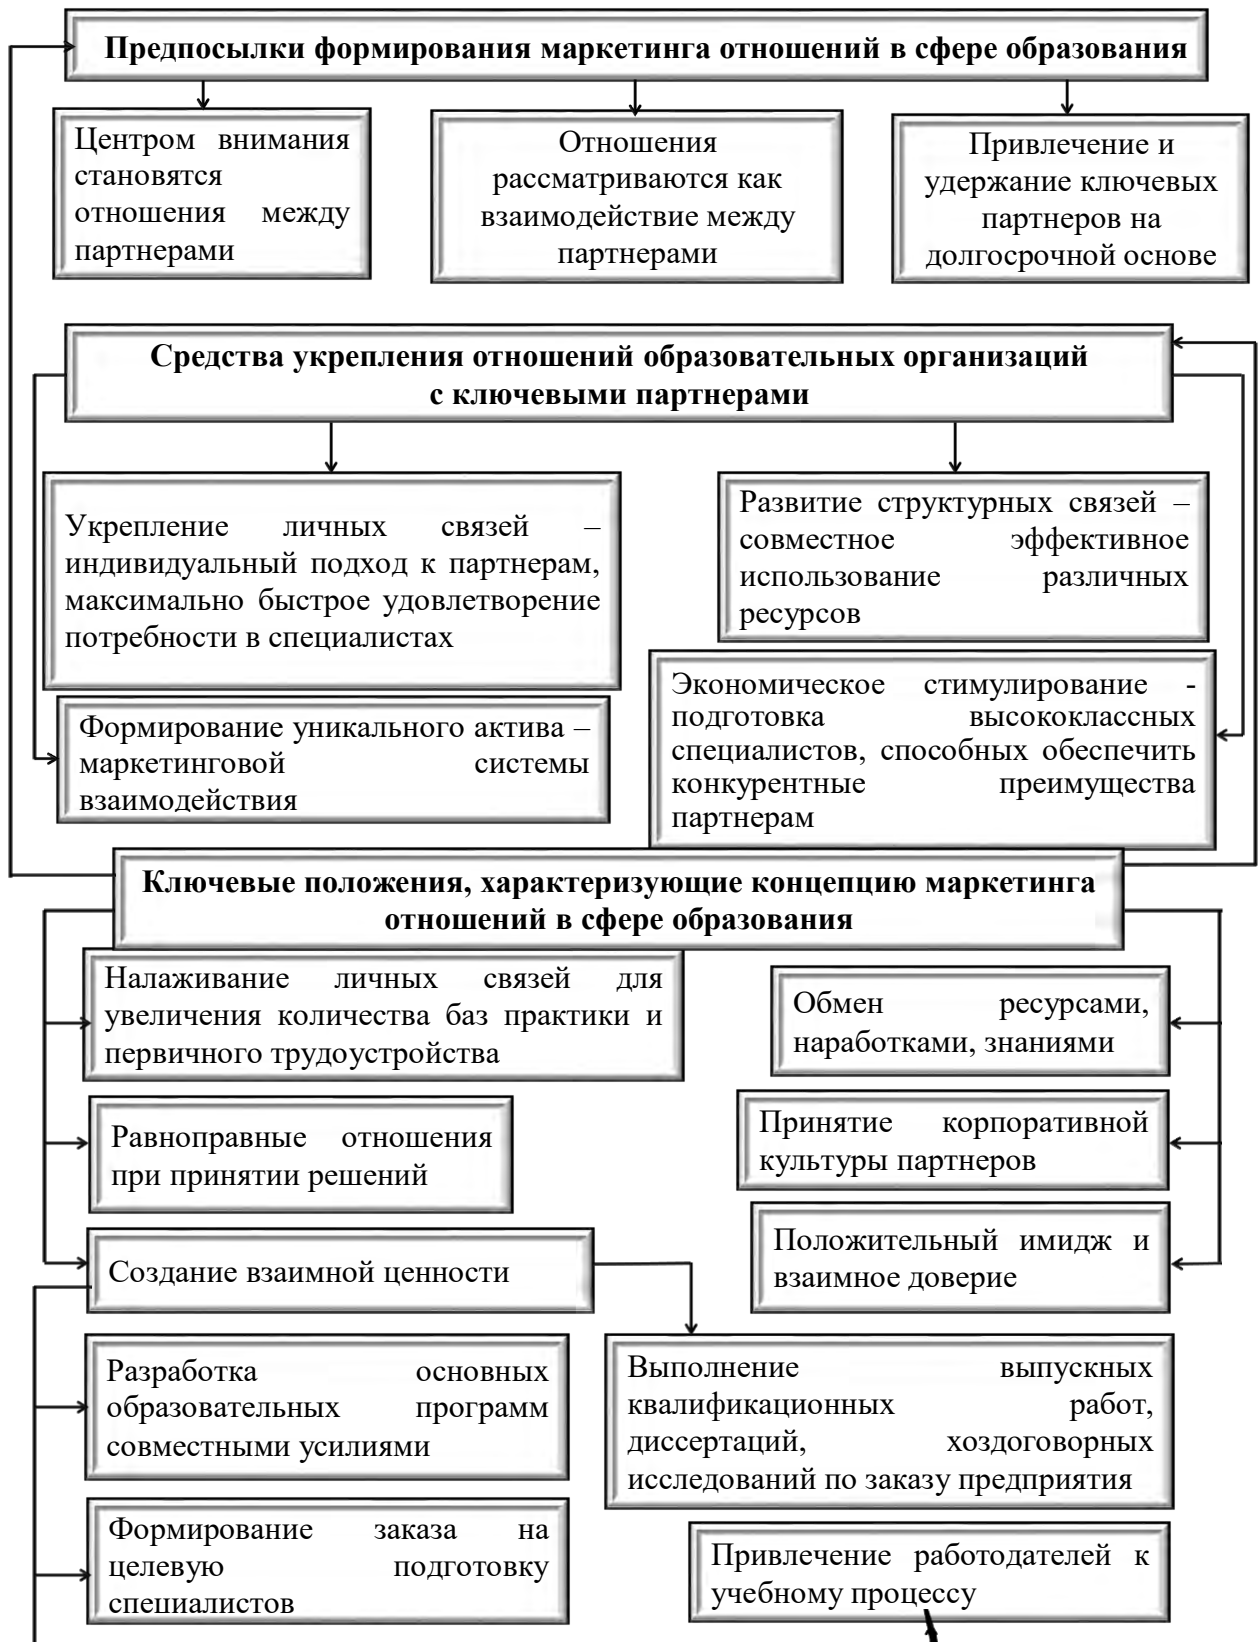 Предпосылки формирования маркетинга отношений в сфере образования
Центром внимания
становятся
отношения между
партнерами
Отношения
рассматриваются как
взаимодействие между
партнерами
Привлечение и
удержание ключевых
партнеров на
долгосрочной основе
Средства укрепления отношений образовательных организаций
с ключевыми партнерами
Укрепление личных связей –
индивидуальный подход к партнерам,
максимально быстрое удовлетворение
потребности в специалистах
Развитие структурных связей –
совместное эффективное
использование различных
ресурсов
Формирование уникального актива –
маркетинговой системы
взаимодействия
Экономическое стимулирование -
подготовка высококлассных
специалистов, способных обеспечить
конкурентные преимущества
партнерам
Ключевые положения, характеризующие концепцию маркетинга
отношений в сфере образования
Налаживание личных связей для
увеличения количества баз практики и
первичного трудоустройства
Обмен ресурсами,
наработками, знаниями
Равноправные отношения
при принятии решений
Принятие корпоративной
культуры партнеров
Создание взаимной ценности
Положительный имидж и
взаимное доверие
Разработка основных
образовательных программ
совместными усилиями
Выполнение выпускных
квалификационных работ,
диссертаций, хоздоговорных
исследований по заказу предприятия
Формирование заказа на
целевую подготовку
специалистов
Привлечение работодателей к
учебному процессу